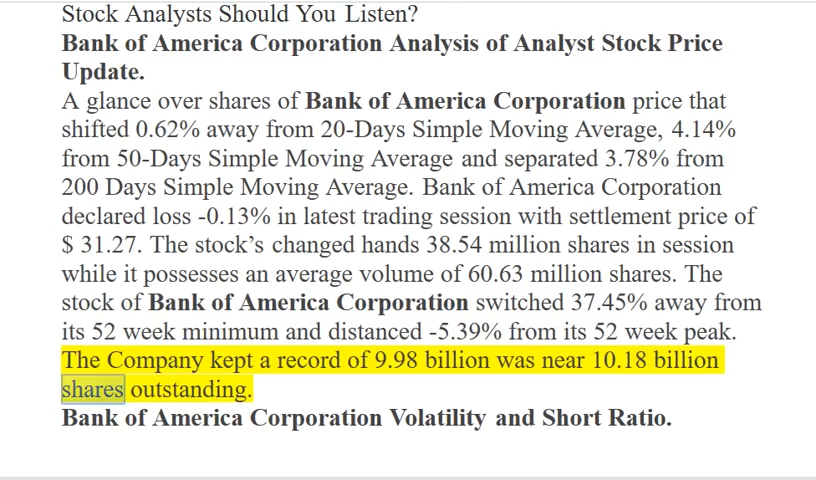 Stock Analysts Should You Listen?
Bank of America Corporation Analysis of Analyst Stock Price
Update.
A glance over shares of Bank of America Corporation price that
shifted 0.62% away from 20-Days Simple Moving Average, 4.14%
from 50-Days Simple Moving Average and separated 3.78% from
200 Days Simple Moving Average. Bank of America Corporation
declared loss -0.13% in latest trading session with settlement price of
$ 31.27. The stock’s changed hands 38.54 million shares in session
while it possesses an average volume of 60.63 million shares. The
stock of Bank of America Corporation switched 37.45% away from
its 52 week minimum and distanced -5.39% from its 52 week peak.
The Company kept a record of 9.98 billion was near 10.18 billion
shares outstanding.
Bank of America Corporation Volatility and Short Ratio.